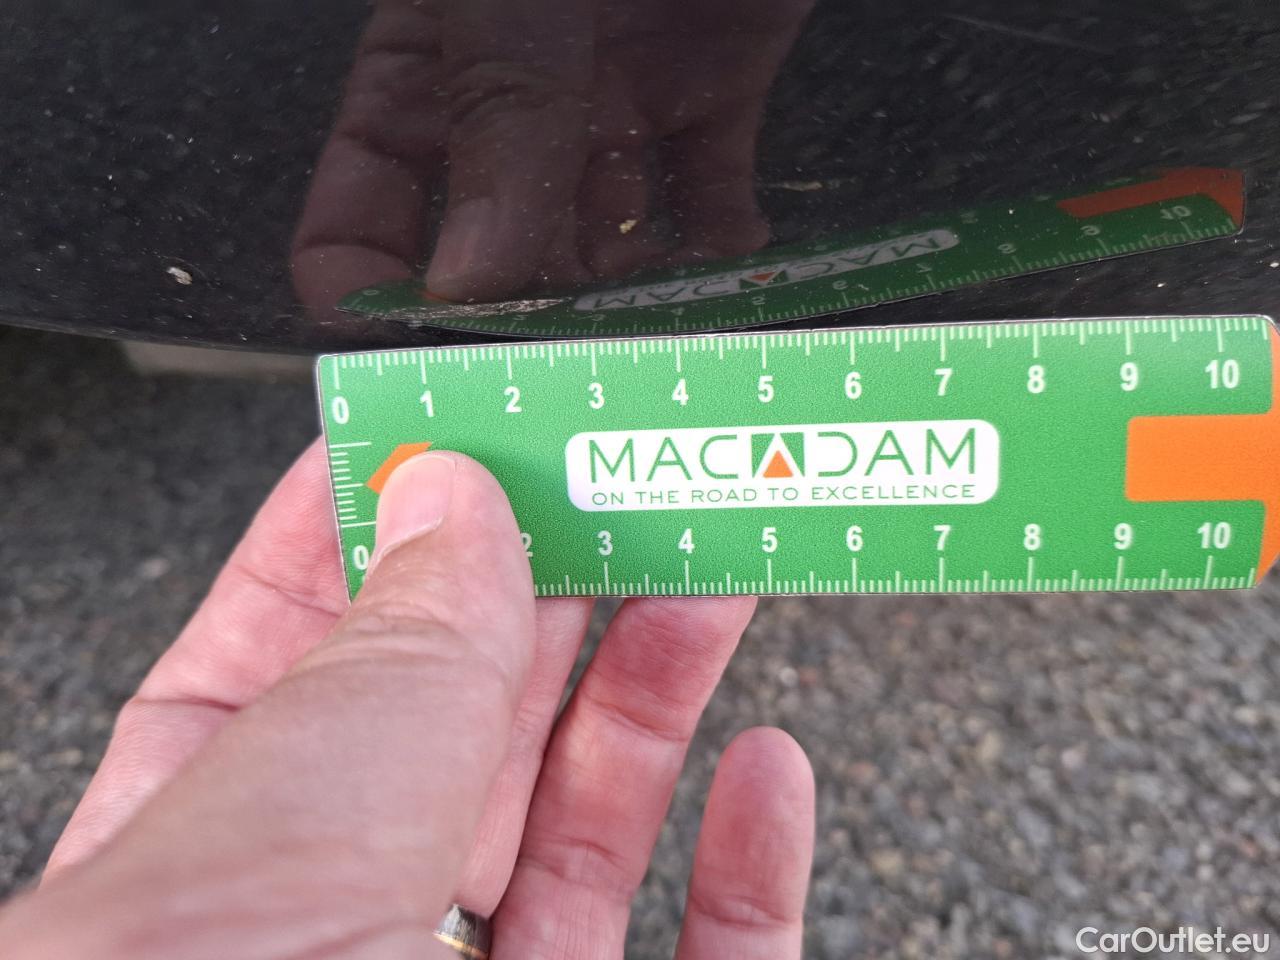 0 1 2 3 4 5 6 7 8 9 10
MACADAM
ON THE ROAD TO EXCELLENCE
0 2 3 4 5 6 7 8 9 10
CarOutlet.eu